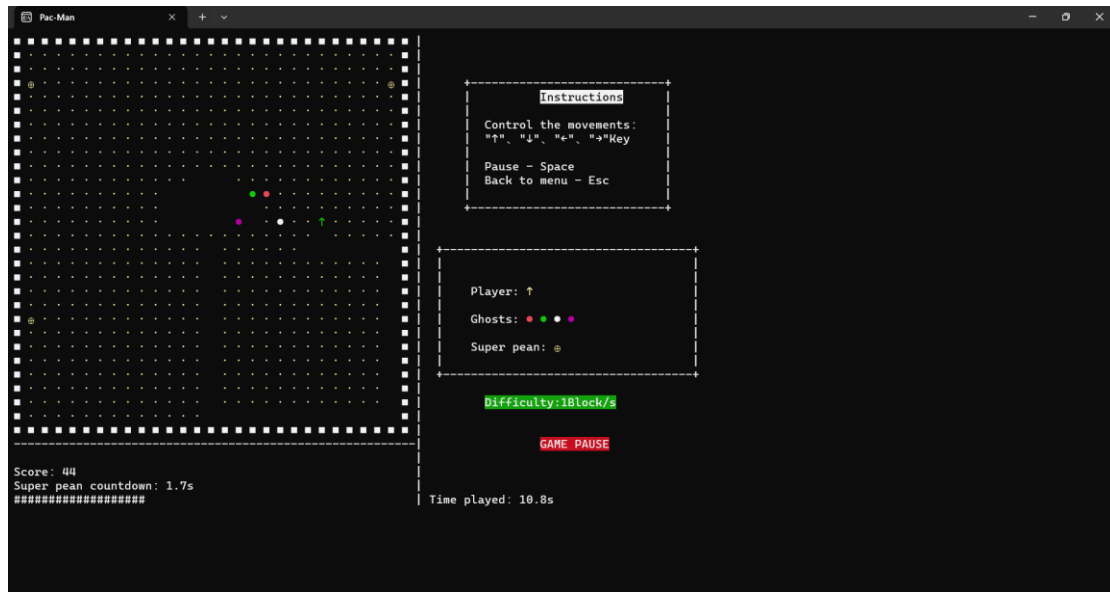 Pac-Man
Instructions
Control the movements:
"↑"、"↓"、"←"、"→"Key
Pause - Space
Back to menu - Esc
Player: ↑
Ghosts: ● ● ● ●
Super pean: ⊕
Difficulty:1Block/s
GAME PAUSE
Score: 44
Super pean countdown: 1.7s
###################
Time played: 10.8s